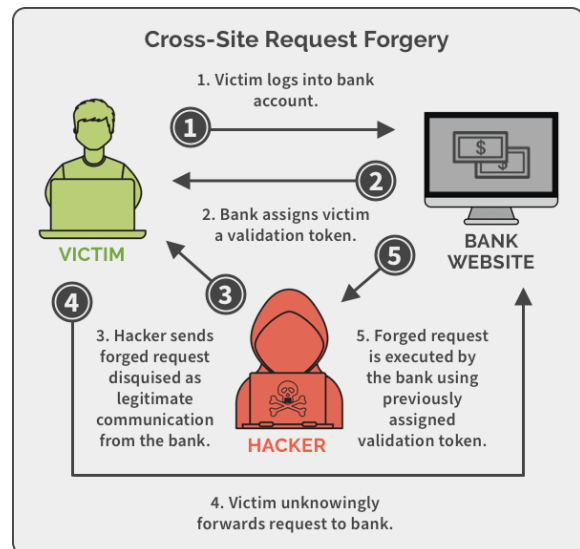 Cross-Site Request Forgery
1. Victim logs into bank
account.
1
$
$
2
2. Bank assigns victim
a validation token.
VICTIM
BANK
WEBSITE
5
3
4
3. Hacker sends
forged request
disquised as
legitimate
communication
from the bank.
5. Forged request
is executed by
the bank using
previously
assigned
validation token.
HACKER
4. Victim unknowingly
forwards request to bank.